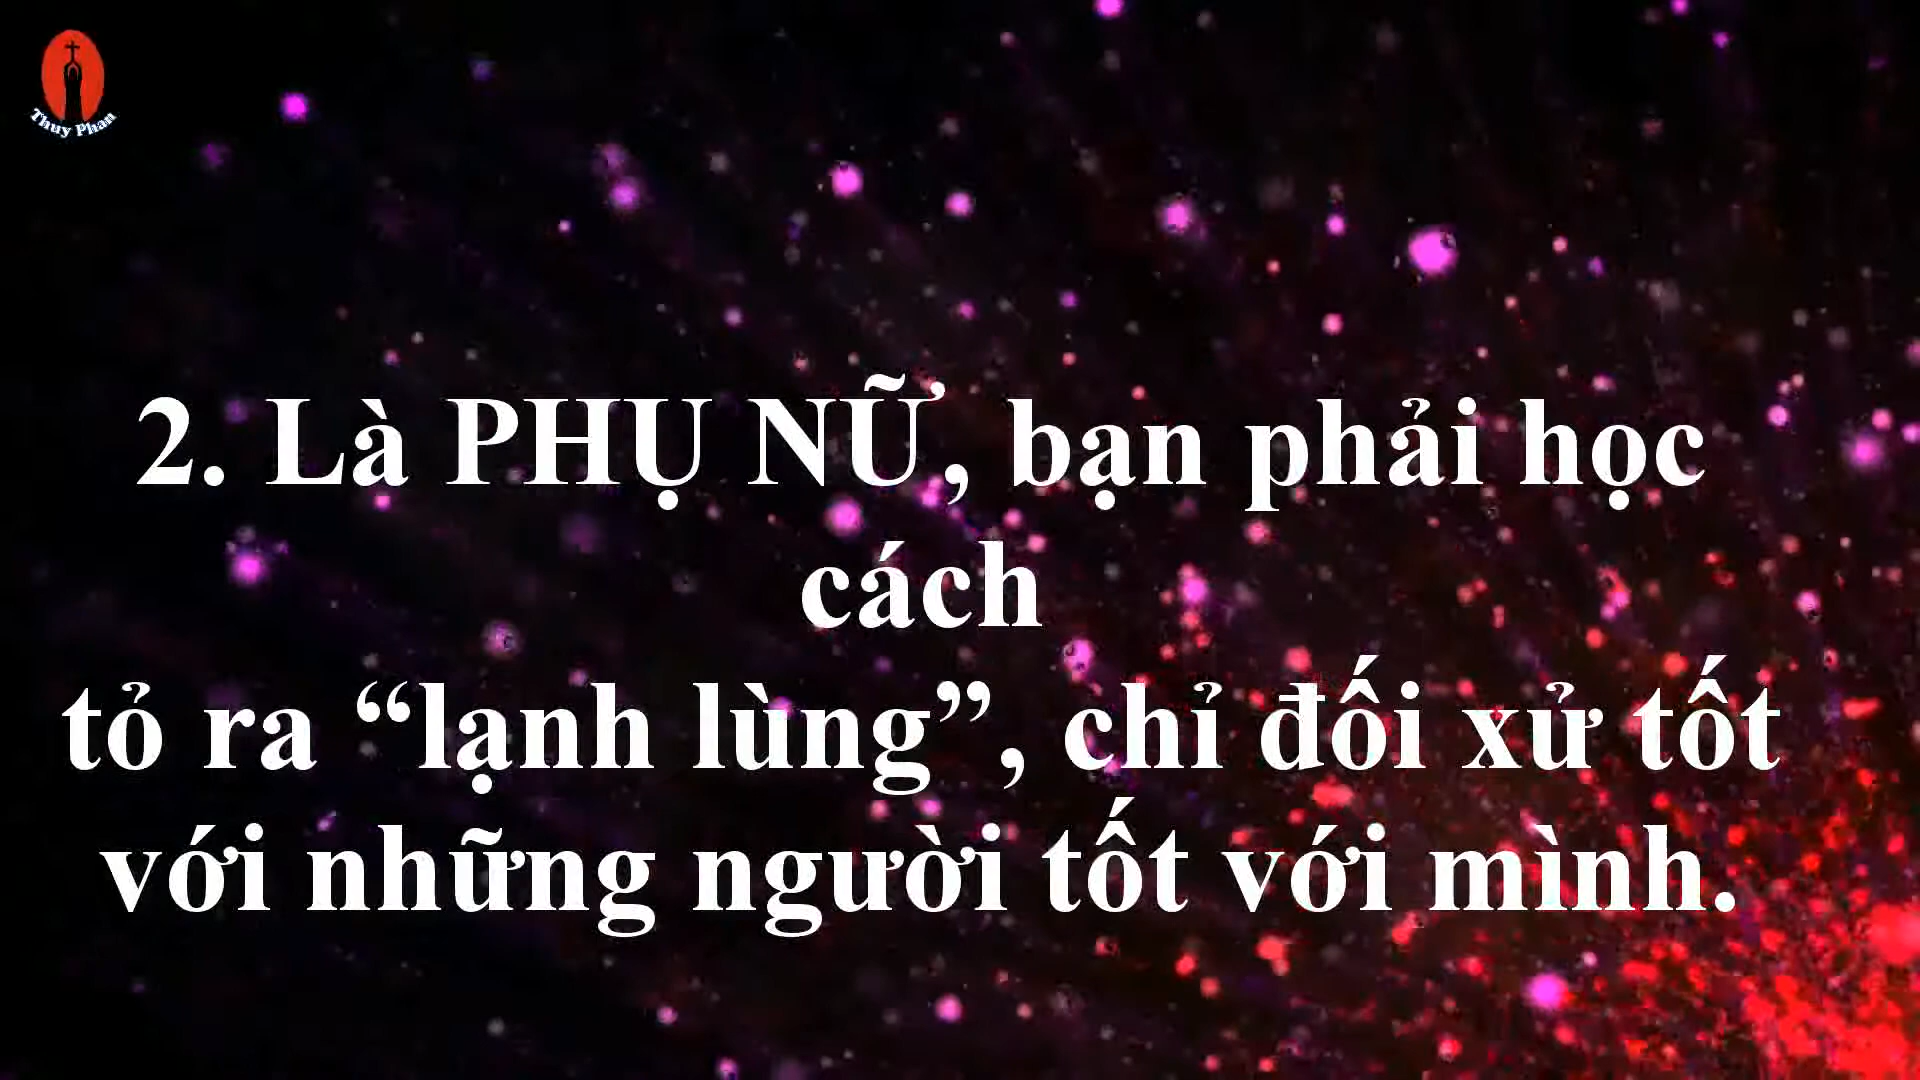 Thuy Phan
2. Là PHỤ NỮ, bạn phải học
cách
tỏ ra “lạnh lùng”, chỉ đối xử tốt
với những người tốt với mình.